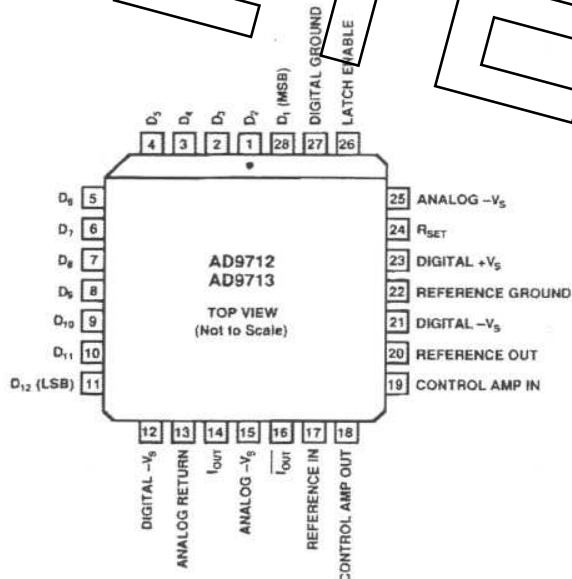 D₅
D₄
D₃
D₂
D₁ (MSB)
DIGITAL GROUND
LATCH ENABLE
4 3 2 1 28 27 26
D₆ 5
D₇ 6
D₈ 7
D₉ 8
D₁₀ 9
D₁₁ 10
D₁₂ (LSB) 11
AD9712
AD9713
TOP VIEW
(Not to Scale)
25 ANALOG –Vₛ
24 R_SET
23 DIGITAL +Vₛ
22 REFERENCE GROUND
21 DIGITAL –Vₛ
20 REFERENCE OUT
19 CONTROL AMP IN
12 13 14 15 16 17 18
DIGITAL –Vₛ
ANALOG RETURN
I_OUT
ANALOG –Vₛ
I̅_OUT
REFERENCE IN
CONTROL AMP OUT